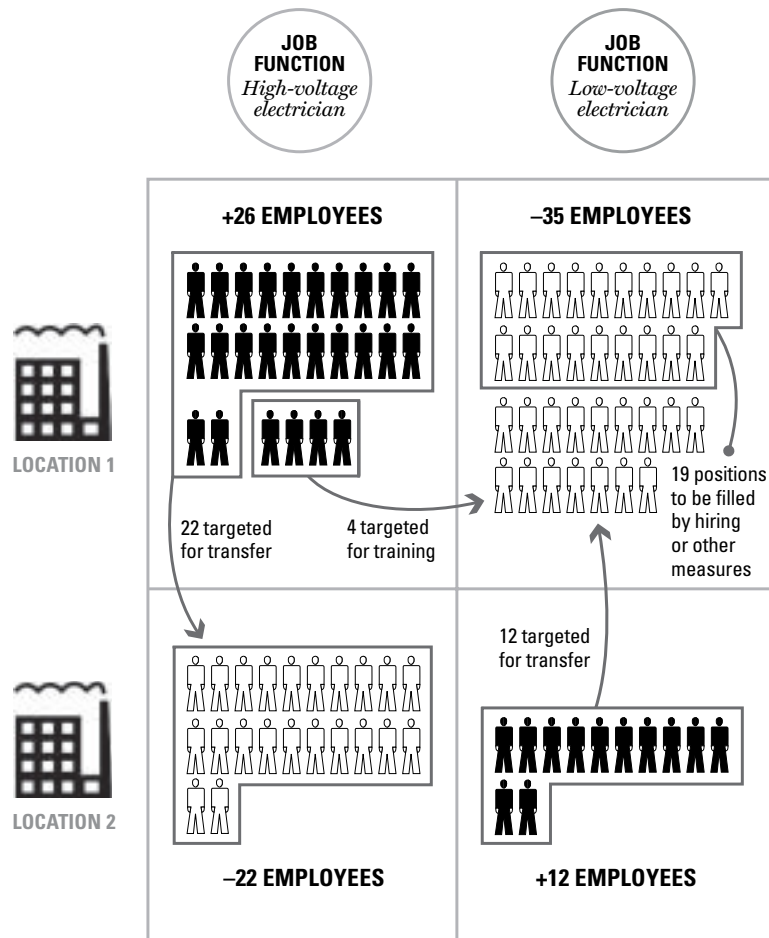 JOB
FUNCTION
High-voltage
electrician
JOB
FUNCTION
Low-voltage
electrician
+26 EMPLOYEES
–35 EMPLOYEES
LOCATION 1
22 targeted
for transfer
4 targeted
for training
19 positions
to be filled
by hiring
or other
measures
12 targeted
for transfer
LOCATION 2
–22 EMPLOYEES
+12 EMPLOYEES